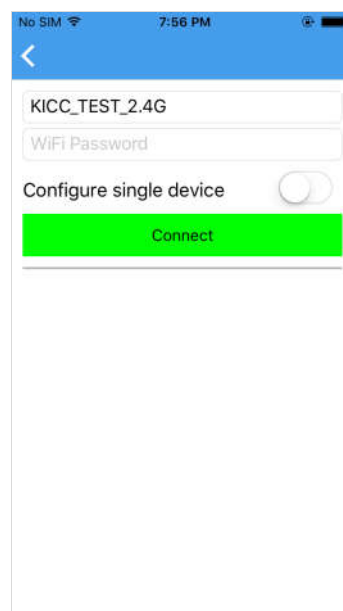 No SIM 7:56 PM
KICC_TEST_2.4G
WiFi Password
Configure single device
Connect